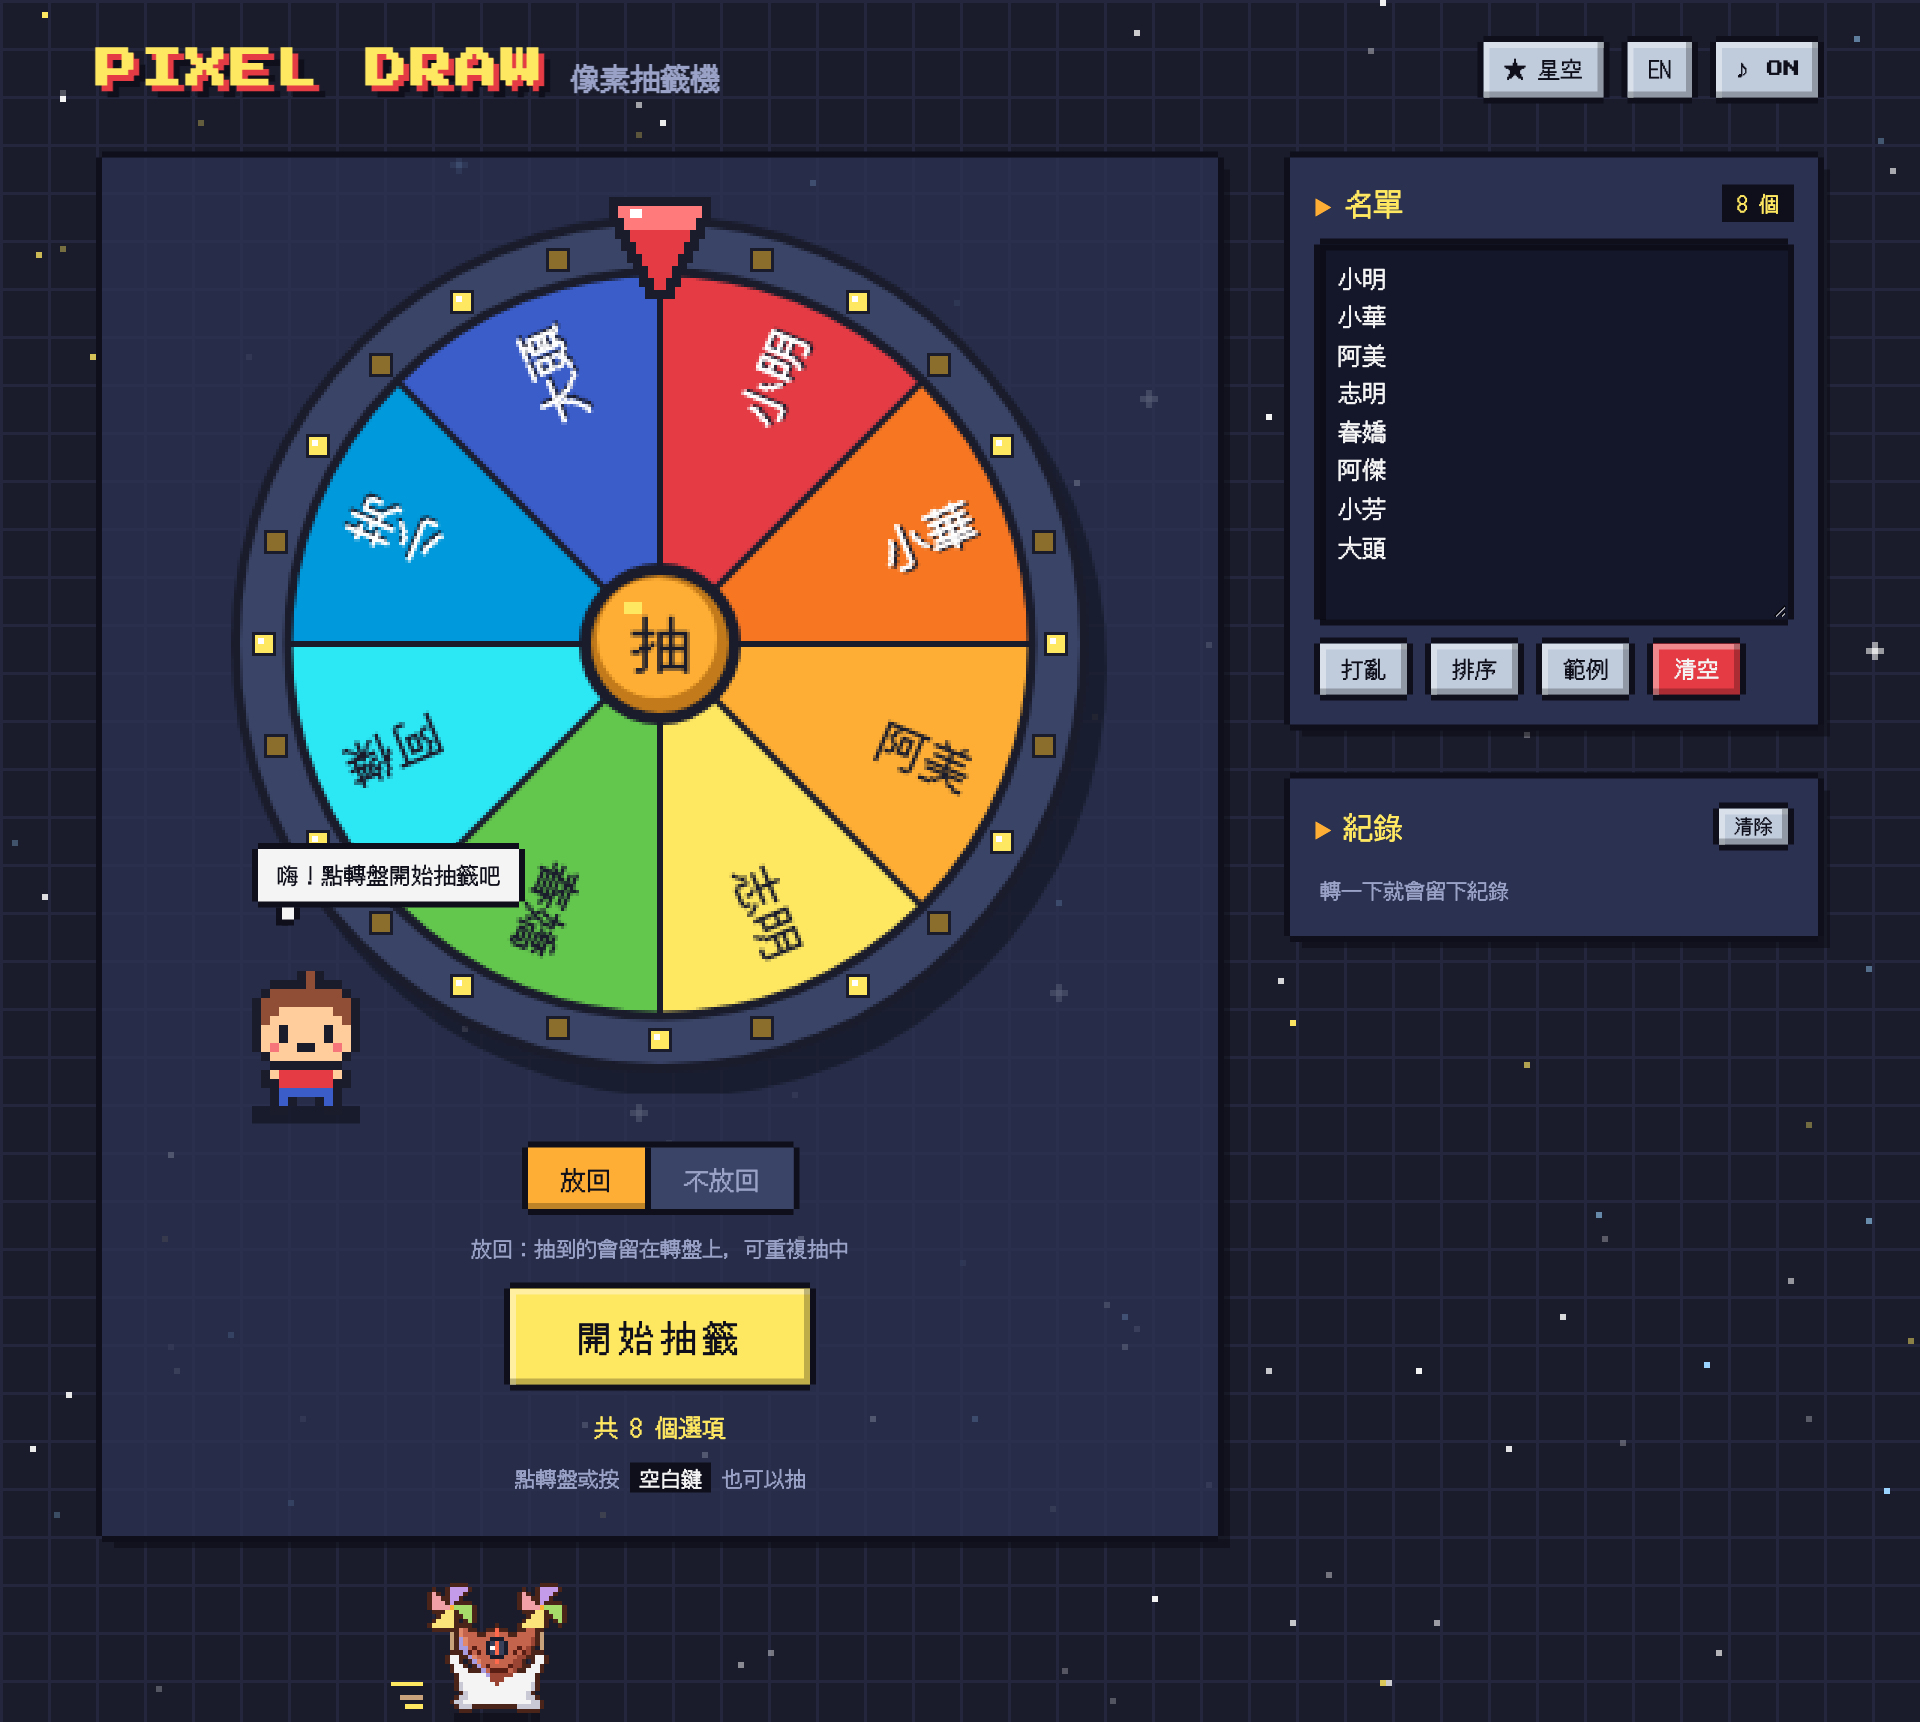 PIXEL DRAW 像素抽籤機
★ 星空
EN
♪ ON
大頭
小明
小華
阿美
志明
春嬌
阿傑
小芳
抽
嗨！點轉盤開始抽籤吧
放回
不放回
放回：抽到的會留在轉盤上，可重複抽中
開始抽籤
共 8 個選項
點轉盤或按 空白鍵 也可以抽
▶ 名單
8 個
小明
小華
阿美
志明
春嬌
阿傑
小芳
大頭
打亂
排序
範例
清空
▶ 紀錄
清除
轉一下就會留下紀錄